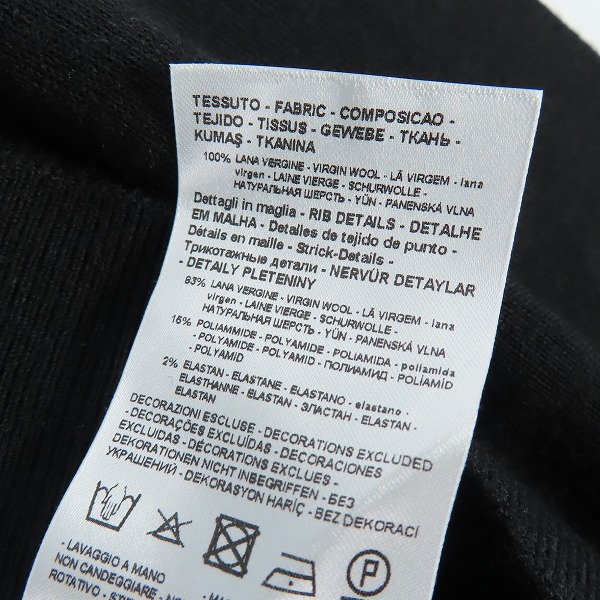 TESSUTO - FABRIC - COMPOSICAO -
TEJIDO - TISSUS - GEWEBE - ТКАНЬ -
KUMAŞ - TKANINA
100% LANA VERGINE - VIRGIN WOOL - LÃ VIRGEM - lana
virgen - LAINE VIERGE - SCHURWOLLE -
НАТУРАЛЬНАЯ ШЕРСТЬ - YÜN - PANENSKÁ VLNA
Dettagli in maglia - RIB DETAILS - DETALHE
EM MALHA - Detalles de tejido de punto -
Détails en maille - Strick-Details -
Трикотажные детали - NERVÜR DETAYLAR
- DETAILY PLETENINY
83% LANA VERGINE - VIRGIN WOOL - LÃ VIRGEM - lana
virgen - LAINE VIERGE - SCHURWOLLE -
НАТУРАЛЬНАЯ ШЕРСТЬ - YÜN - PANENSKÁ VLNA
15% POLIAMMIDE - POLYAMIDE - POLIAMIDA - poliamida
- POLYAMIDE - POLYAMID - ПОЛИАМИД - POLİAMİD
- POLYAMID
2% ELASTAN - ELASTANE - ELASTANO - elastano -
ELASTHANNE - ELASTAN - ЭЛАСТАН - ELASTAN -
ELASTAN
DECORAZIONI ESCLUSE - DECORATIONS EXCLUDED
- DECORAÇÕES EXCLUÍDAS - DECORACIONES
EXCLUIDAS - DÉCORATIONS EXCLUES -
DEKORATIONEN NICHT INBEGRIFFEN - БЕЗ
УКРАШЕНИЙ - DEKORASYON HARİÇ - BEZ DEKORACÍ
P
- LAVAGGIO A MANO
NON CANDEGGIARE - NON
ROTATIVO -